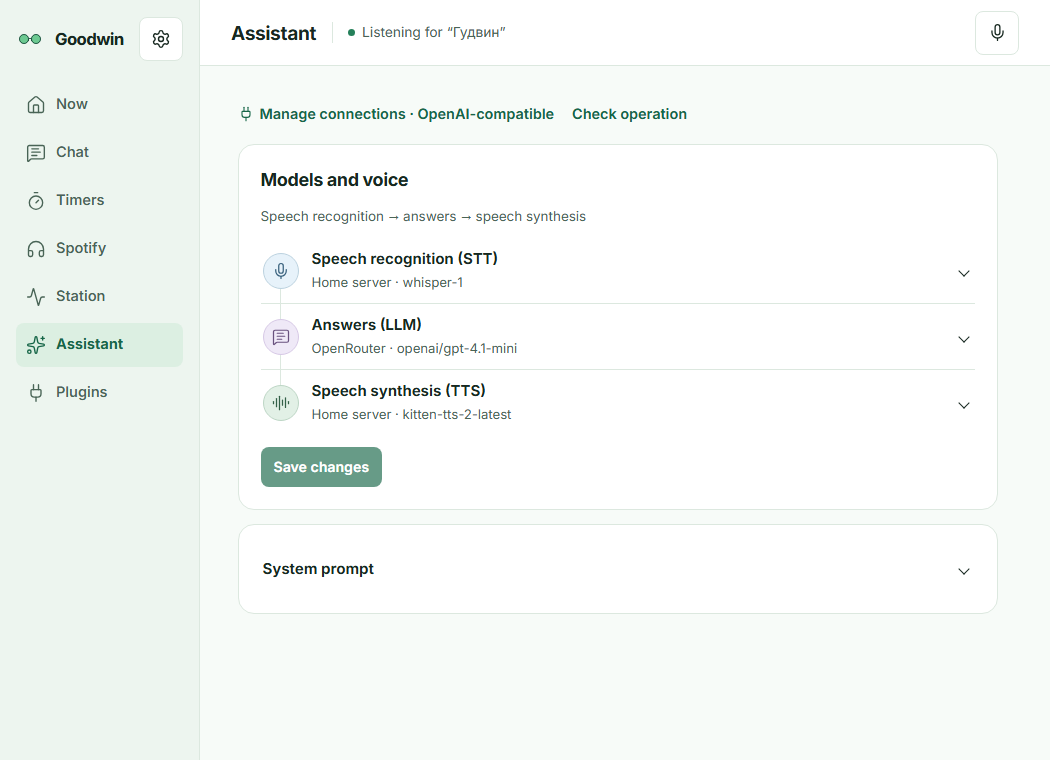 Goodwin
Now
Chat
Timers
Spotify
Station
Assistant
Plugins
Assistant
Listening for “Гудвин”
Manage connections · OpenAI-compatible
Check operation
Models and voice
Speech recognition → answers → speech synthesis
Speech recognition (STT)
Home server · whisper-1
Answers (LLM)
OpenRouter · openai/gpt-4.1-mini
Speech synthesis (TTS)
Home server · kitten-tts-2-latest
Save changes
System prompt